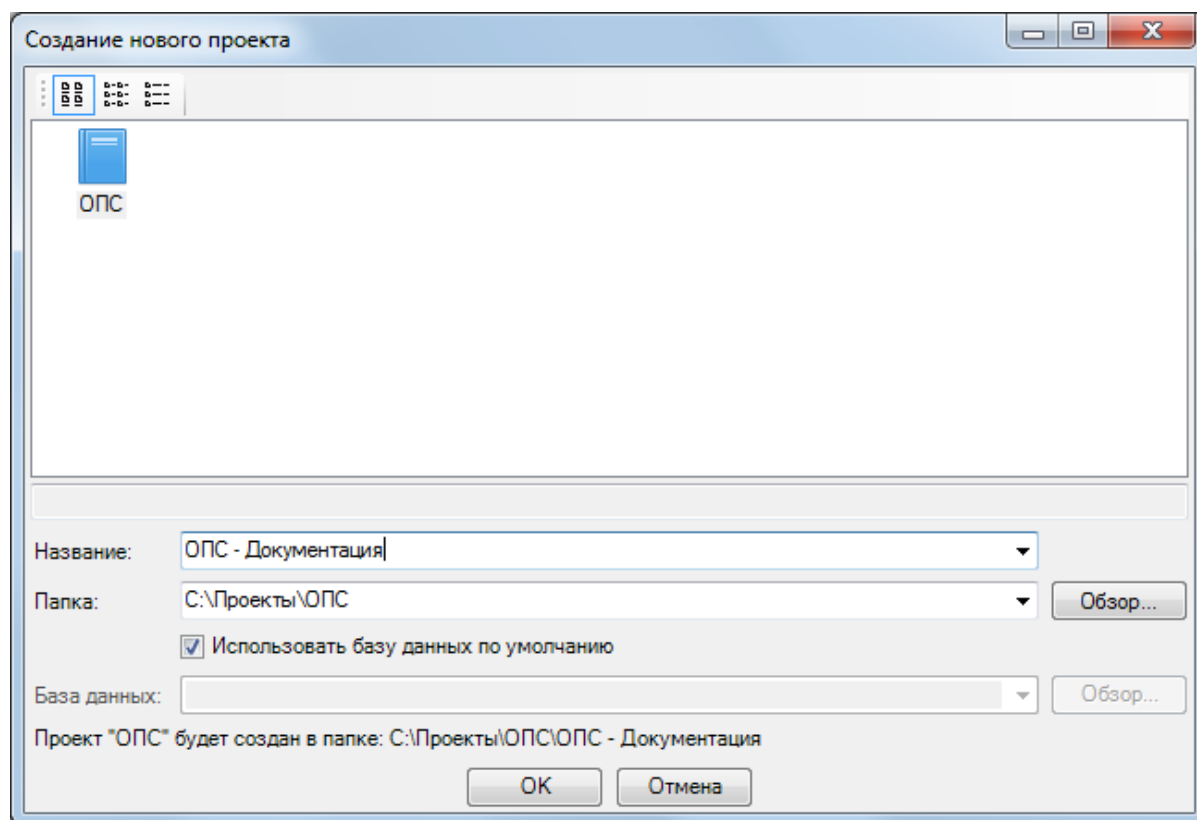 Создание нового проекта
ОПС
Название: ОПС - Документация
Папка: C:\Проекты\ОПС Обзор...
Использовать базу данных по умолчанию
База данных: Обзор...
Проект "ОПС" будет создан в папке: C:\Проекты\ОПС\ОПС - Документация
ОК Отмена